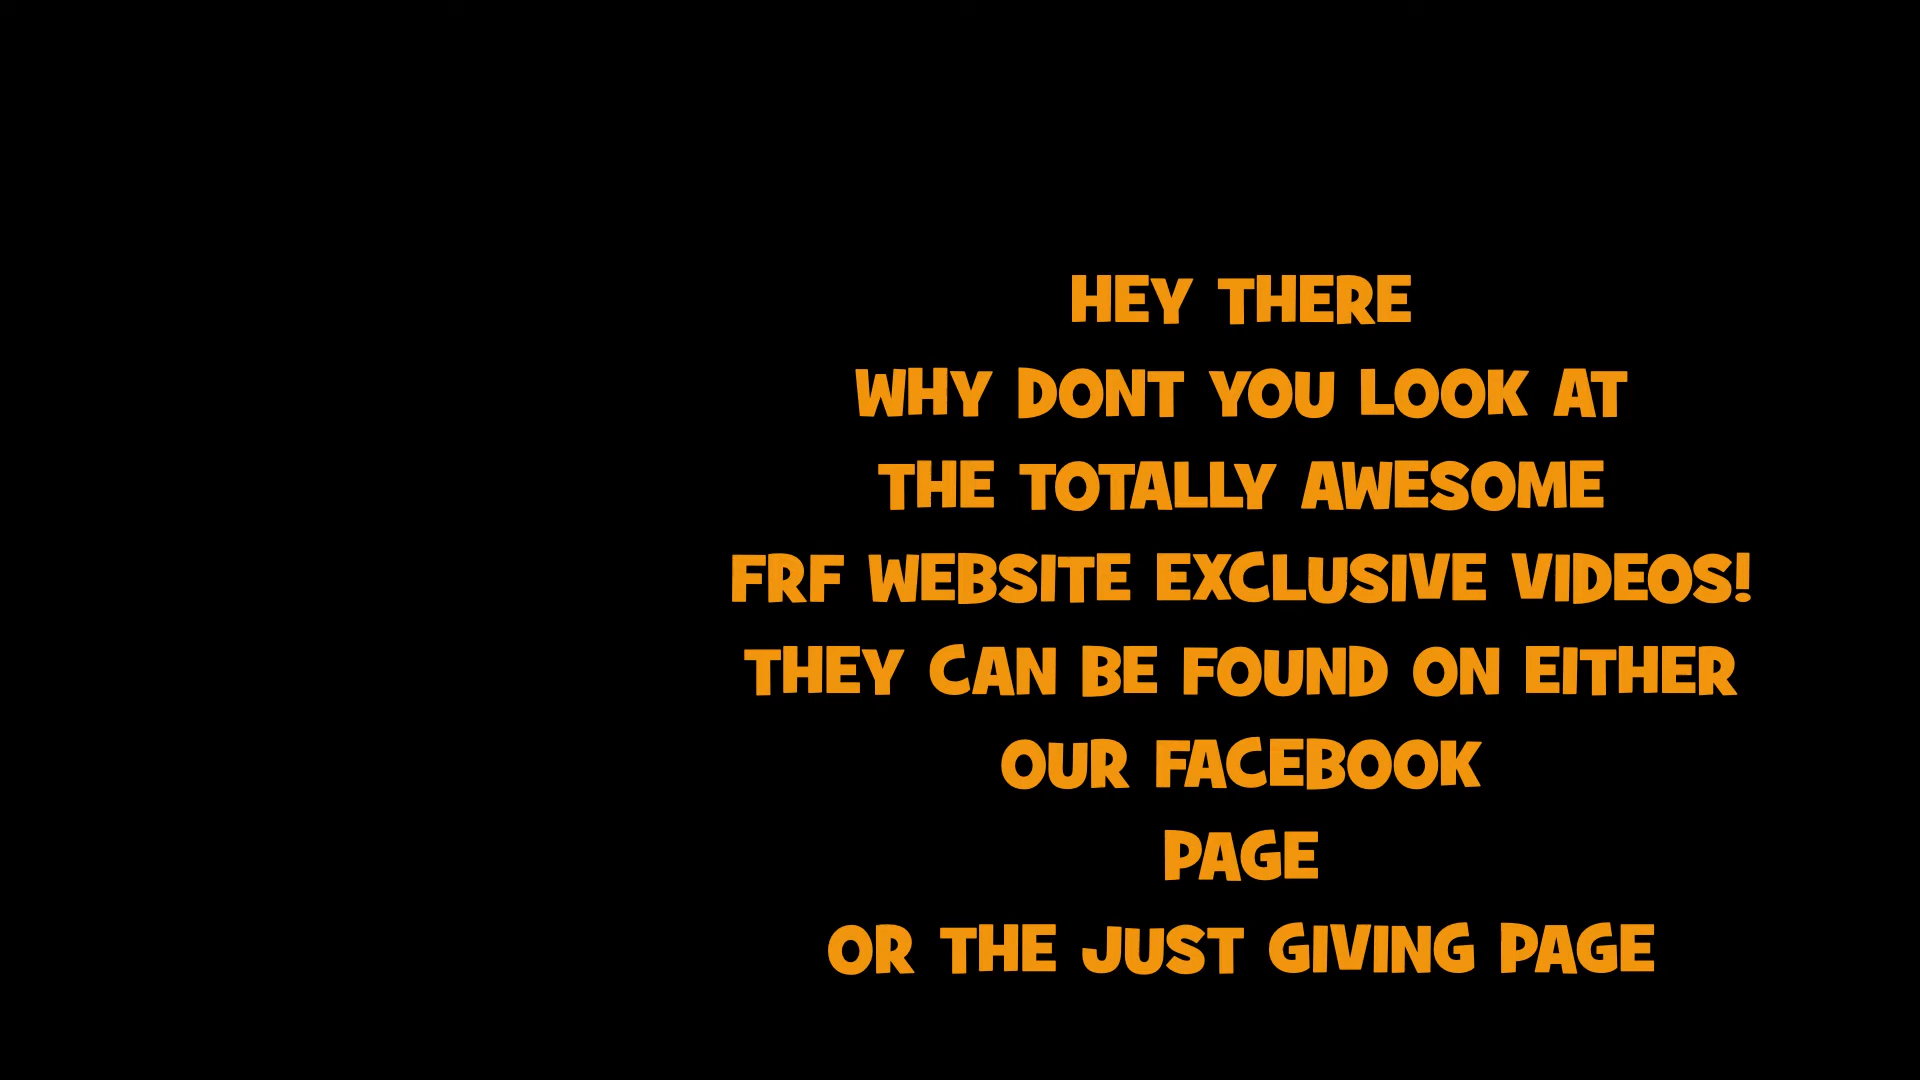 HEY THERE
WHY DONT YOU LOOK AT
THE TOTALLY AWESOME
FRF WEBSITE EXCLUSIVE VIDEOS!
THEY CAN BE FOUND ON EITHER
OUR FACEBOOK
PAGE
OR THE JUST GIVING PAGE